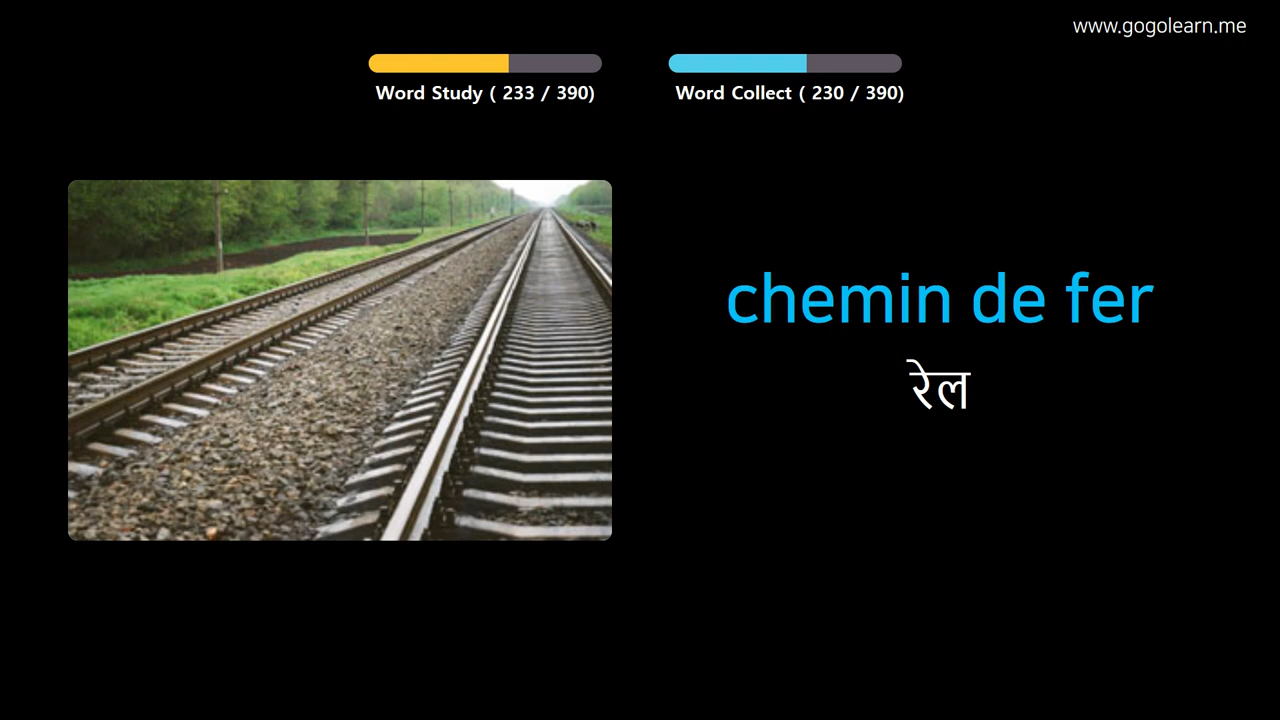 www.gogolearn.me
Word Study ( 233 / 390)
Word Collect ( 230 / 390)
chemin de fer
रेल